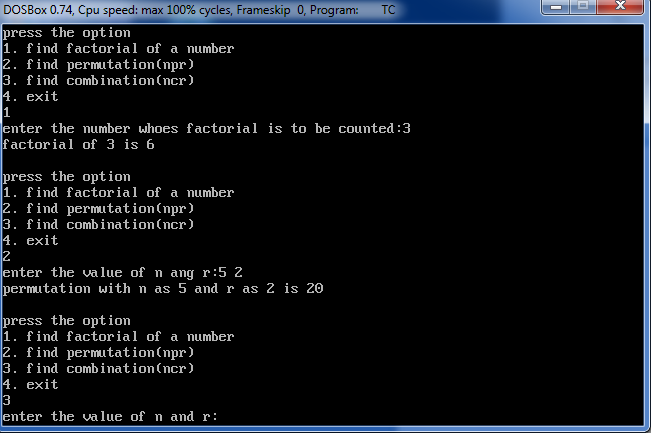 DOSBox 0.74, Cpu speed: max 100% cycles, Frameskip 0, Program: TC
press the option
1. find factorial of a number
2. find permutation(npr)
3. find combination(ncr)
4. exit
1
enter the number whoes factorial is to be counted:3
factorial of 3 is 6
press the option
1. find factorial of a number
2. find permutation(npr)
3. find combination(ncr)
4. exit
2
enter the value of n ang r:5 2
permutation with n as 5 and r as 2 is 20
press the option
1. find factorial of a number
2. find permutation(npr)
3. find combination(ncr)
4. exit
3
enter the value of n and r: